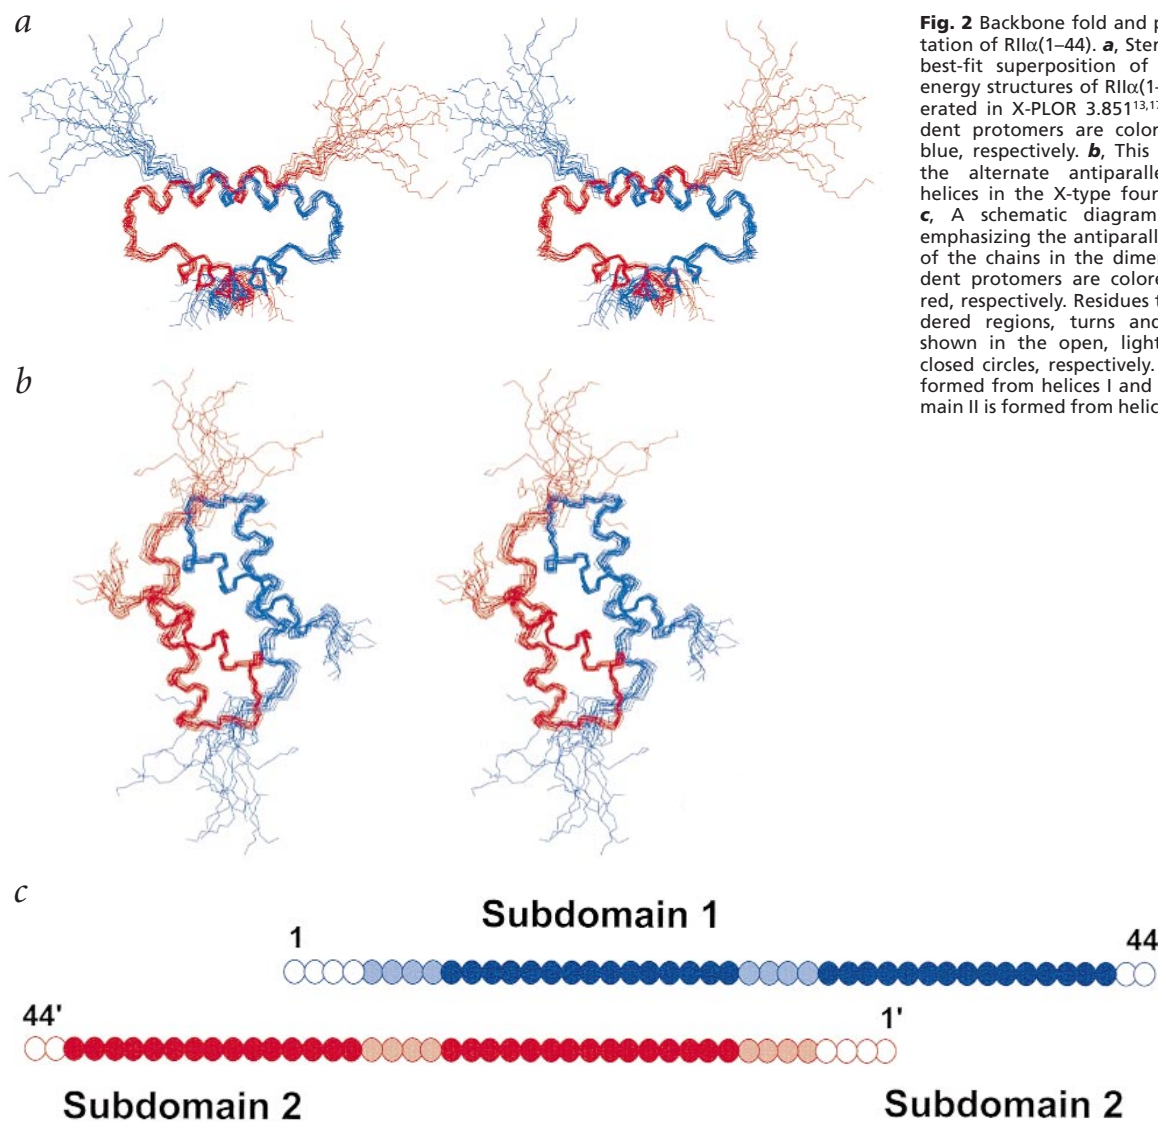 a
Fig. 2 Backbone fold and p
tation of RIIα(1–44). a, Ster
best-fit superposition of
energy structures of RIIα(1–
erated in X-PLOR 3.851¹³,¹⁷
dent protomers are color
blue, respectively. b, This
the alternate antiparalle
helices in the X-type four
c, A schematic diagram
emphasizing the antiparall
of the chains in the dimer
dent protomers are colore
red, respectively. Residues t
dered regions, turns and
shown in the open, light
closed circles, respectively.
formed from helices I and
main II is formed from helic
b
c
Subdomain 1
1
44
44'
1'
Subdomain 2
Subdomain 2